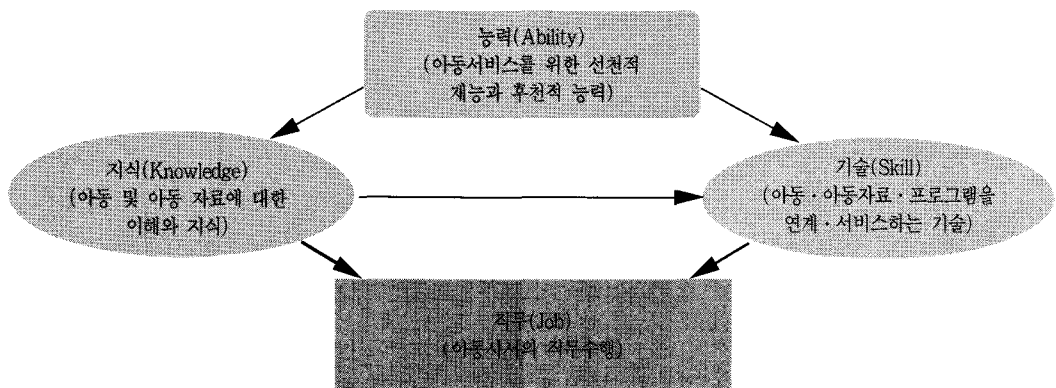 능력(Ability)
(아동서비스를 위한 선천적
재능과 후천적 능력)
지식(Knowledge)
(아동 및 아동 자료에 대한
이해와 지식)
기술(Skill)
(아동·아동자료·프로그램을
연계·서비스하는 기술)
직무(Job)
(아동사서의 직무수행)